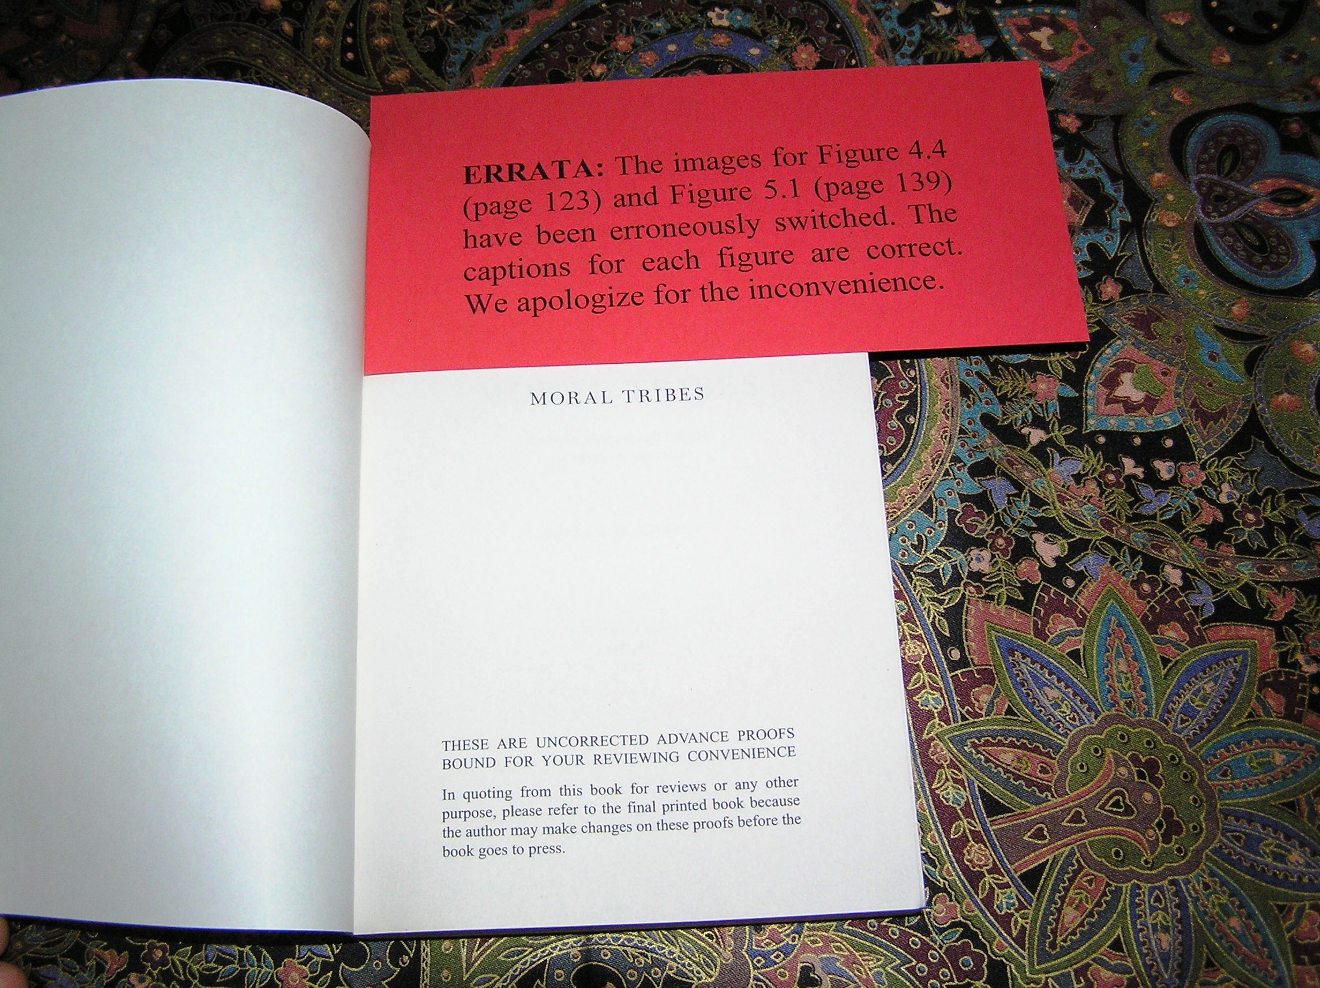 ERRATA: The images for Figure 4.4
(page 123) and Figure 5.1 (page 139)
have been erroneously switched. The
captions for each figure are correct.
We apologize for the inconvenience.
MORAL TRIBES
THESE ARE UNCORRECTED ADVANCE PROOFS
BOUND FOR YOUR REVIEWING CONVENIENCE
In quoting from this book for reviews or any other
purpose, please refer to the final printed book because
the author may make changes on these proofs before the
book goes to press.